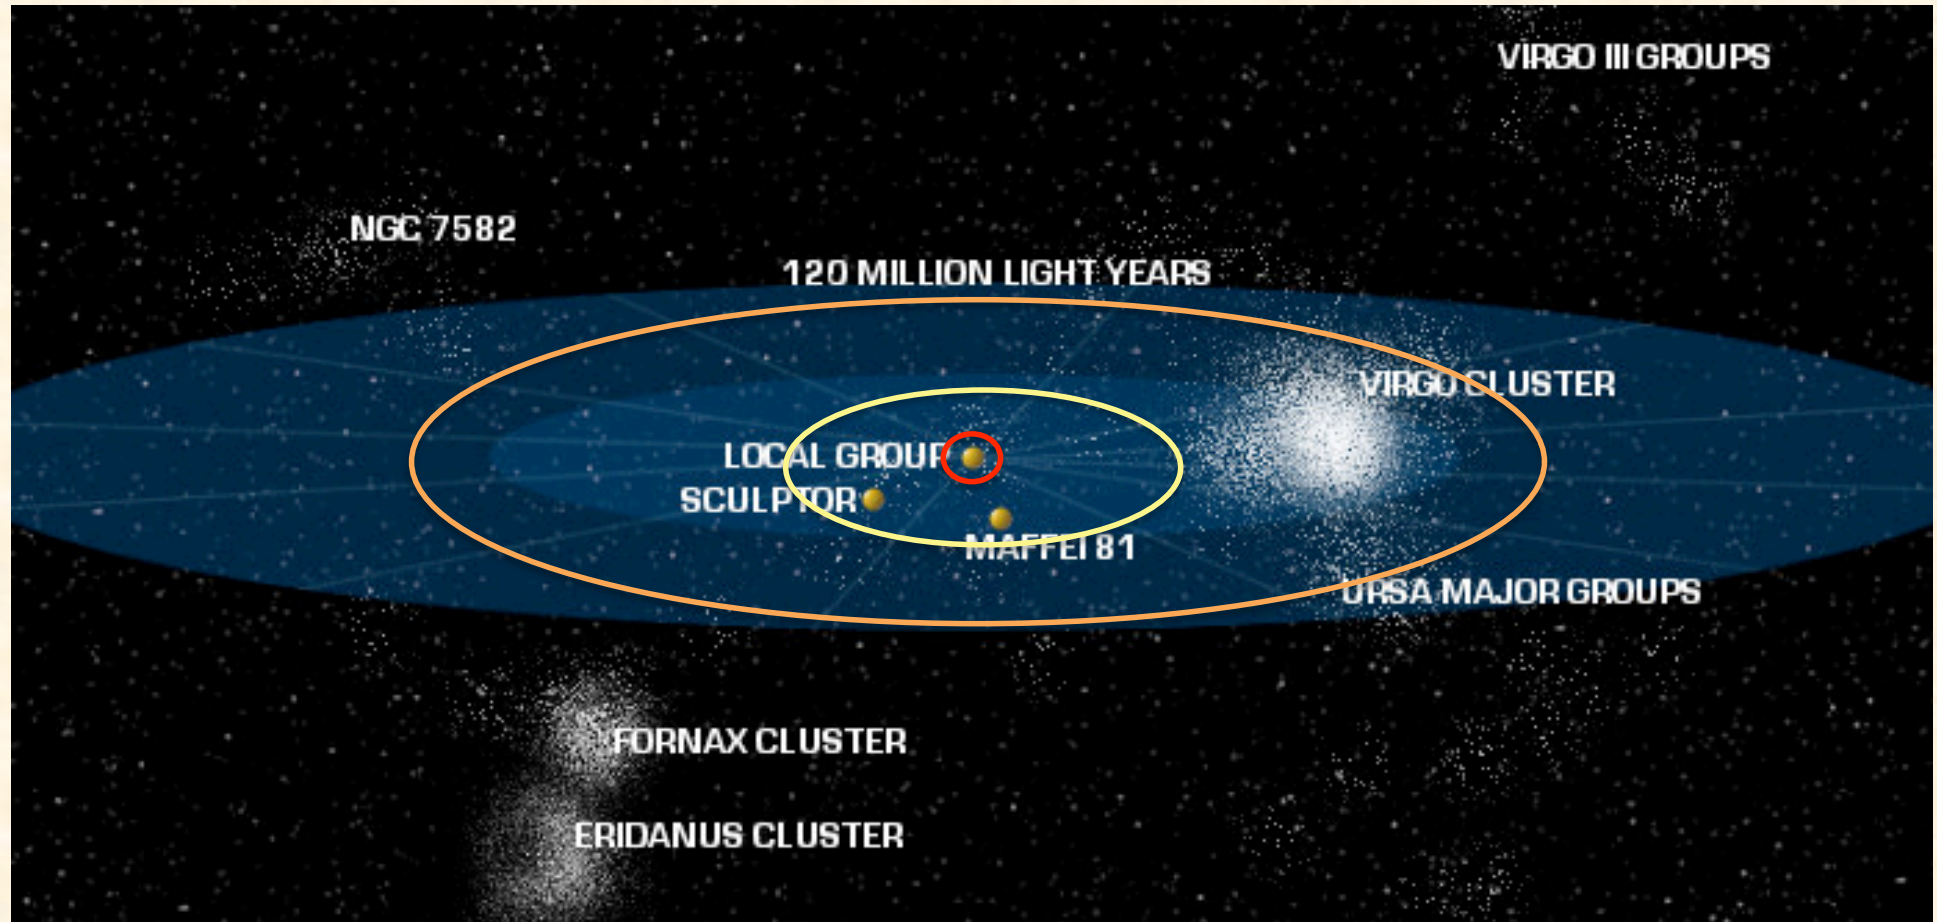 VIRGO III GROUPS
NGC 7582
120 MILLION LIGHT YEARS
VIRGO CLUSTER
LOCAL GROUP
SCULPTOR
MAFFEI 81
URSA MAJOR GROUPS
FORNAX CLUSTER
ERIDANUS CLUSTER